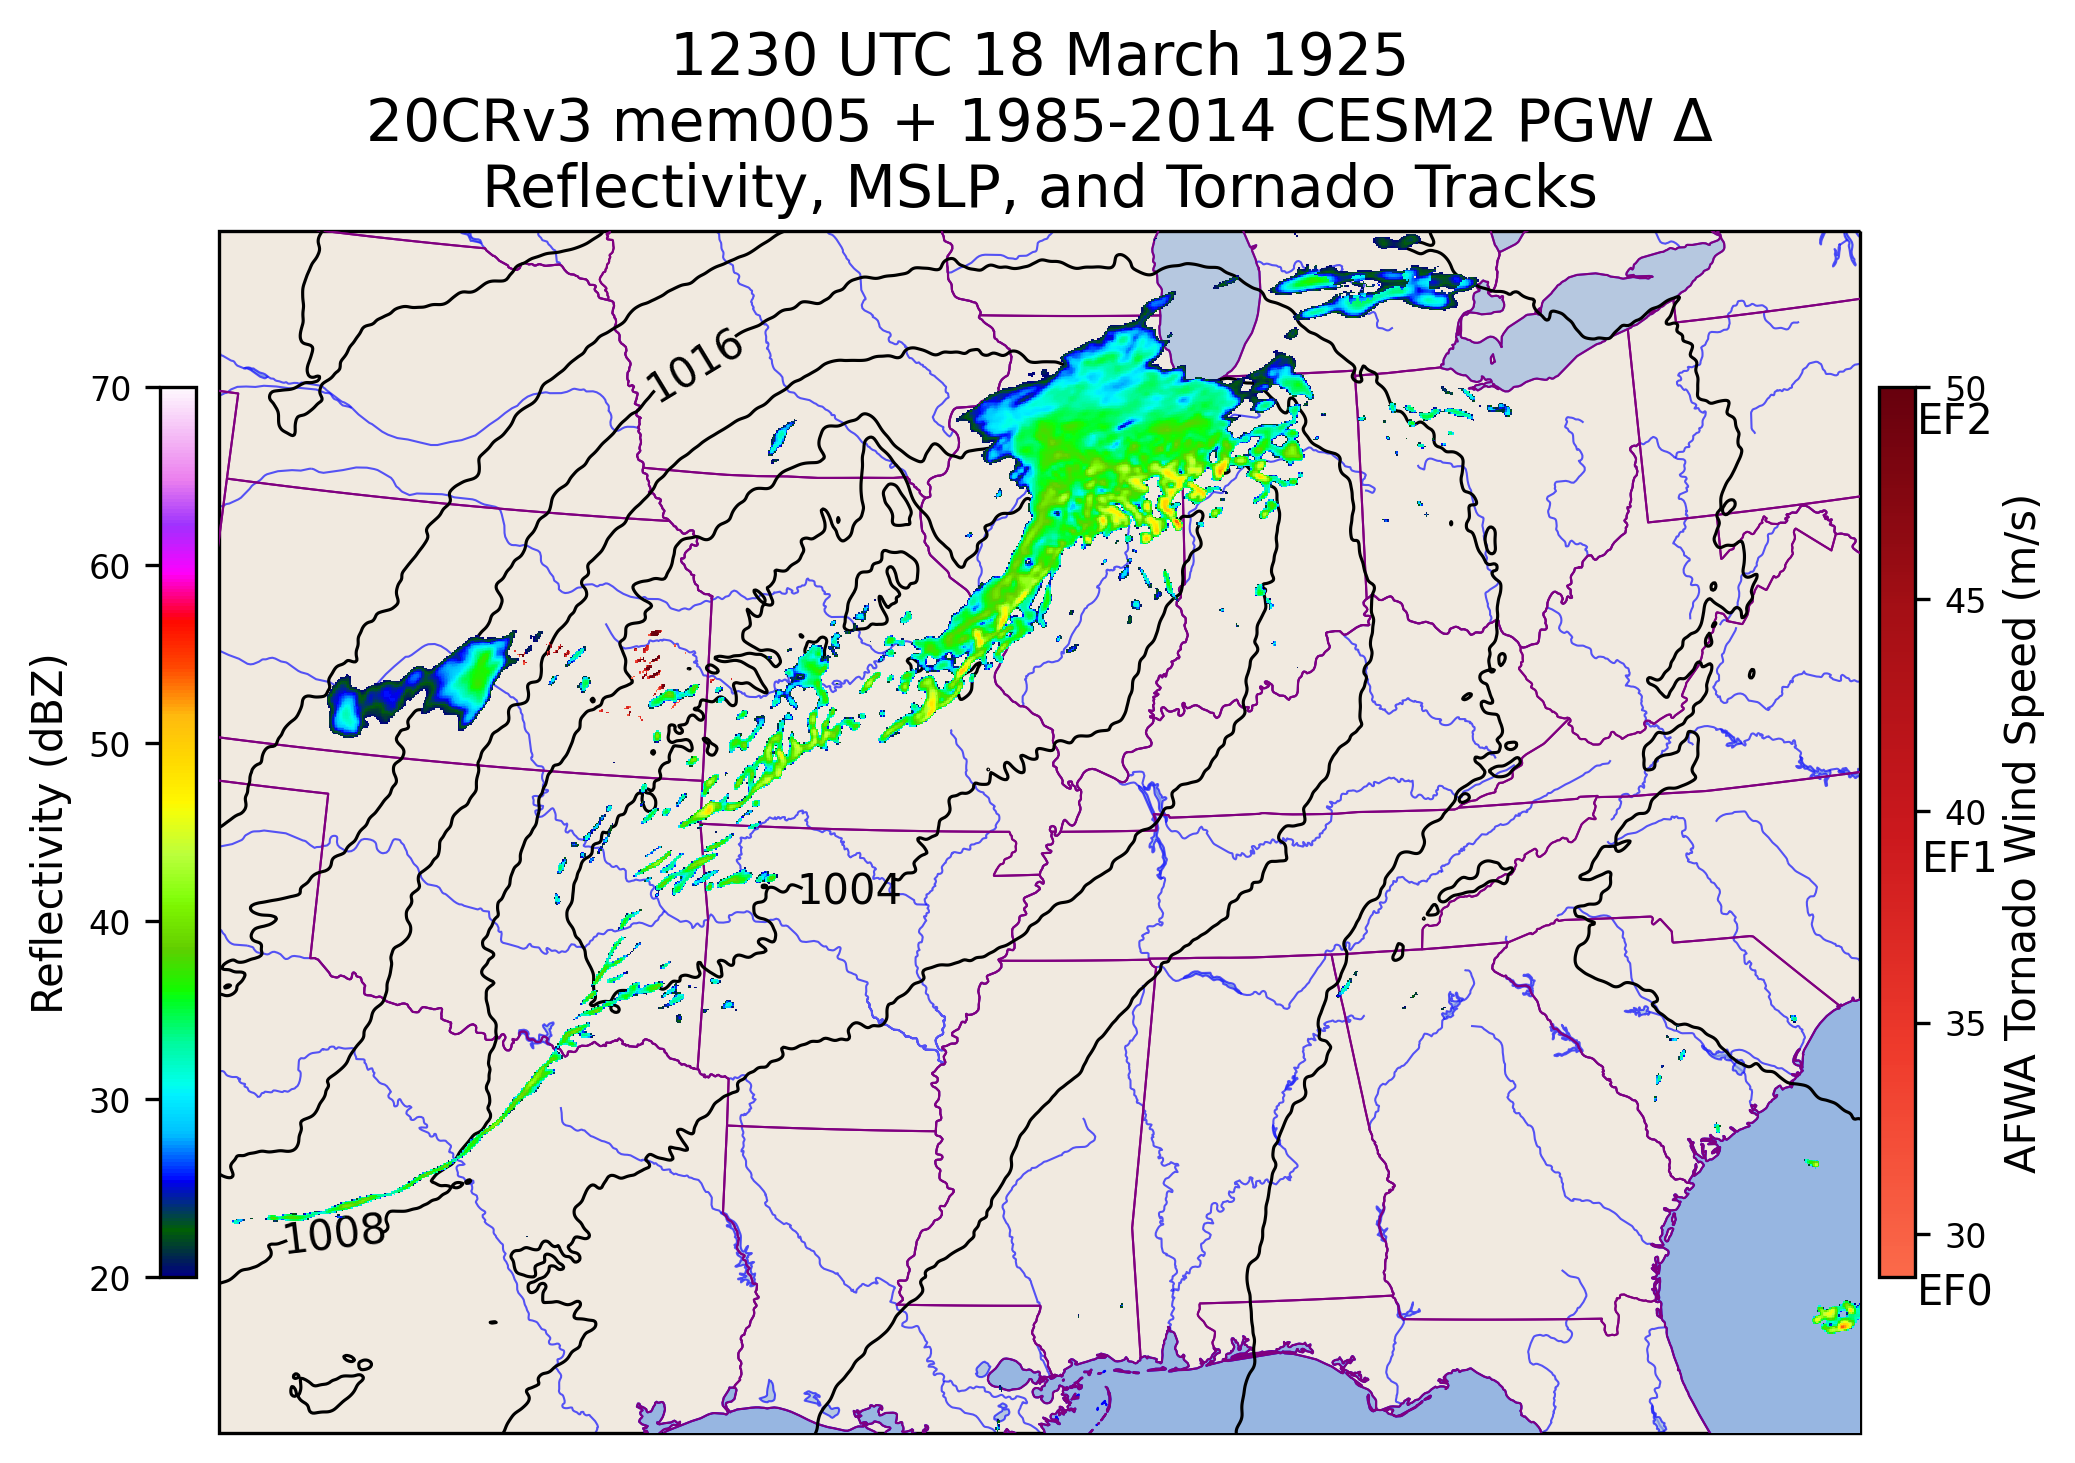 1230 UTC 18 March 1925
20CRv3 mem005 + 1985-2014 CESM2 PGW Δ
Reflectivity, MSLP, and Tornado Tracks
Reflectivity (dBZ)
70
60
50
40
30
20
1016
1004
1008
50
EF2
45
40
EF1
35
30
EF0
AFWA Tornado Wind Speed (m/s)